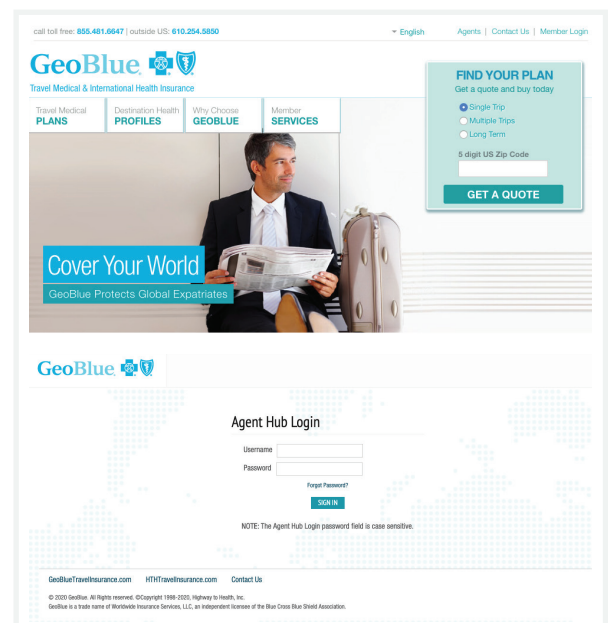 call toll free: 855.481.6647 | outside US: 610.254.5850
English
Agents | Contact Us | Member Login
GeoBlue
Travel Medical & International Health Insurance
Travel Medical
PLANS
Destination Health
PROFILES
Why Choose
GEOBLUE
Member
SERVICES
FIND YOUR PLAN
Get a quote and buy today
Single Trip
Multiple Trips
Long Term
5 digit US Zip Code
GET A QUOTE
Cover Your World
GeoBlue Protects Global Expatriates
GeoBlue
Agent Hub Login
Username
Password
Forgot Password?
SIGN IN
NOTE: The Agent Hub Login password field is case sensitive.
GeoBlueTravelInsurance.com HTHTravelInsurance.com Contact Us
© 2020 GeoBlue. All Rights reserved. ©Copyright 1998-2020, Highway to Health, Inc.
GeoBlue is a trade name of Worldwide Insurance Services, LLC, an independent licensee of the Blue Cross Blue Shield Association.